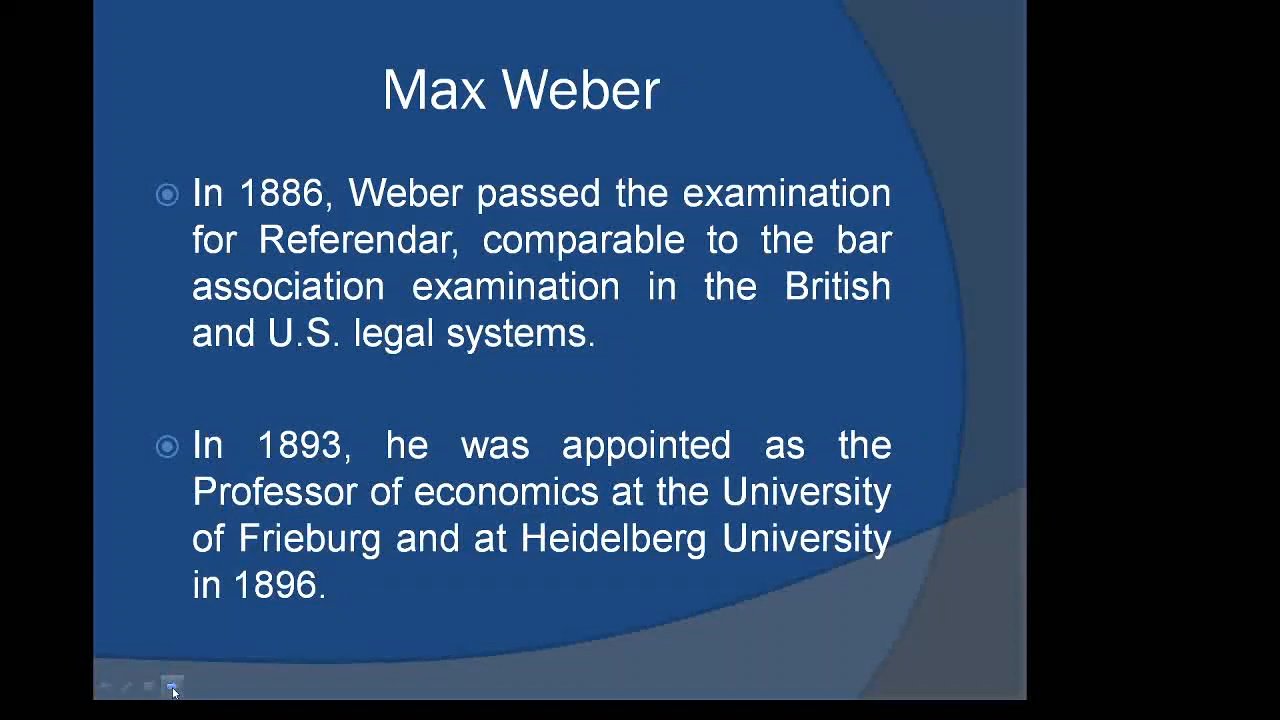 Max Weber
In 1886, Weber passed the examination
for Referendar, comparable to the bar
association examination in the British
and U.S. legal systems.
In 1893, he was appointed as the
Professor of economics at the University
of Frieburg and at Heidelberg University
in 1896.